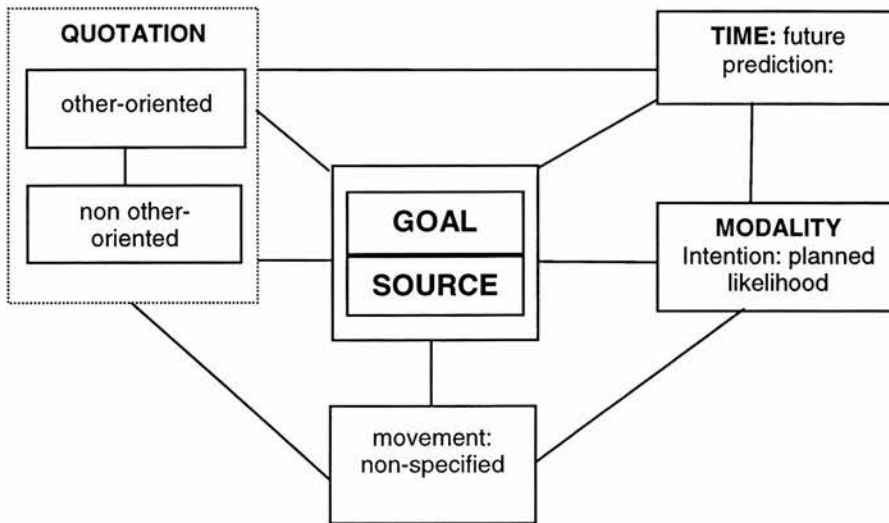 QUOTATION
other-oriented
non other-
oriented
TIME: future
prediction:
GOAL
SOURCE
MODALITY
Intention: planned
likelihood
movement:
non-specified